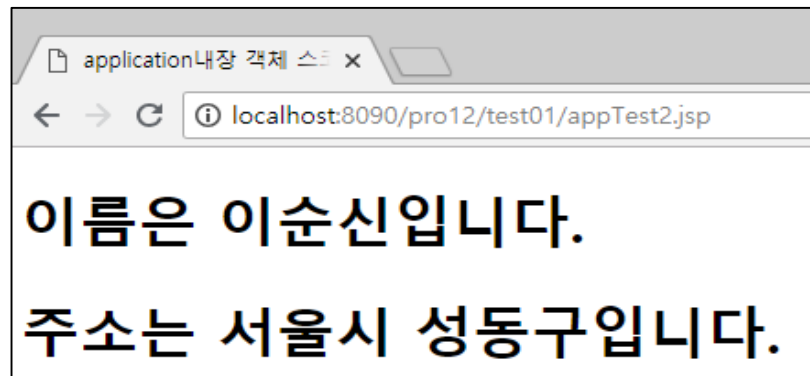 application내장 객체 스
localhost:8090/pro12/test01/appTest2.jsp
이름은 이순신입니다.
주소는 서울시 성동구입니다.